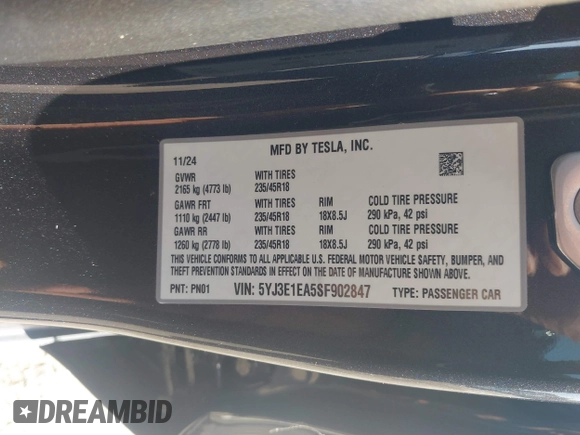 MFD BY TESLA, INC.
11/24
GVWR WITH TIRES
2165 kg (4773 lb) 235/45R18
GAWR FRT WITH TIRES RIM COLD TIRE PRESSURE
1110 kg (2447 lb) 235/45R18 18X8.5J 290 kPa, 42 psi
GAWR RR WITH TIRES RIM COLD TIRE PRESSURE
1260 kg (2778 lb) 235/45R18 18X8.5J 290 kPa, 42 psi
THIS VEHICLE CONFORMS TO ALL APPLICABLE U.S. FEDERAL MOTOR VEHICLE SAFETY, BUMPER, AND
THEFT PREVENTION STANDARDS IN EFFECT ON THE DATE OF MANUFACTURE SHOWN ABOVE.
PNT: PN01 VIN: 5YJ3E1EA5SF902847 TYPE: PASSENGER CAR
DREAMBID